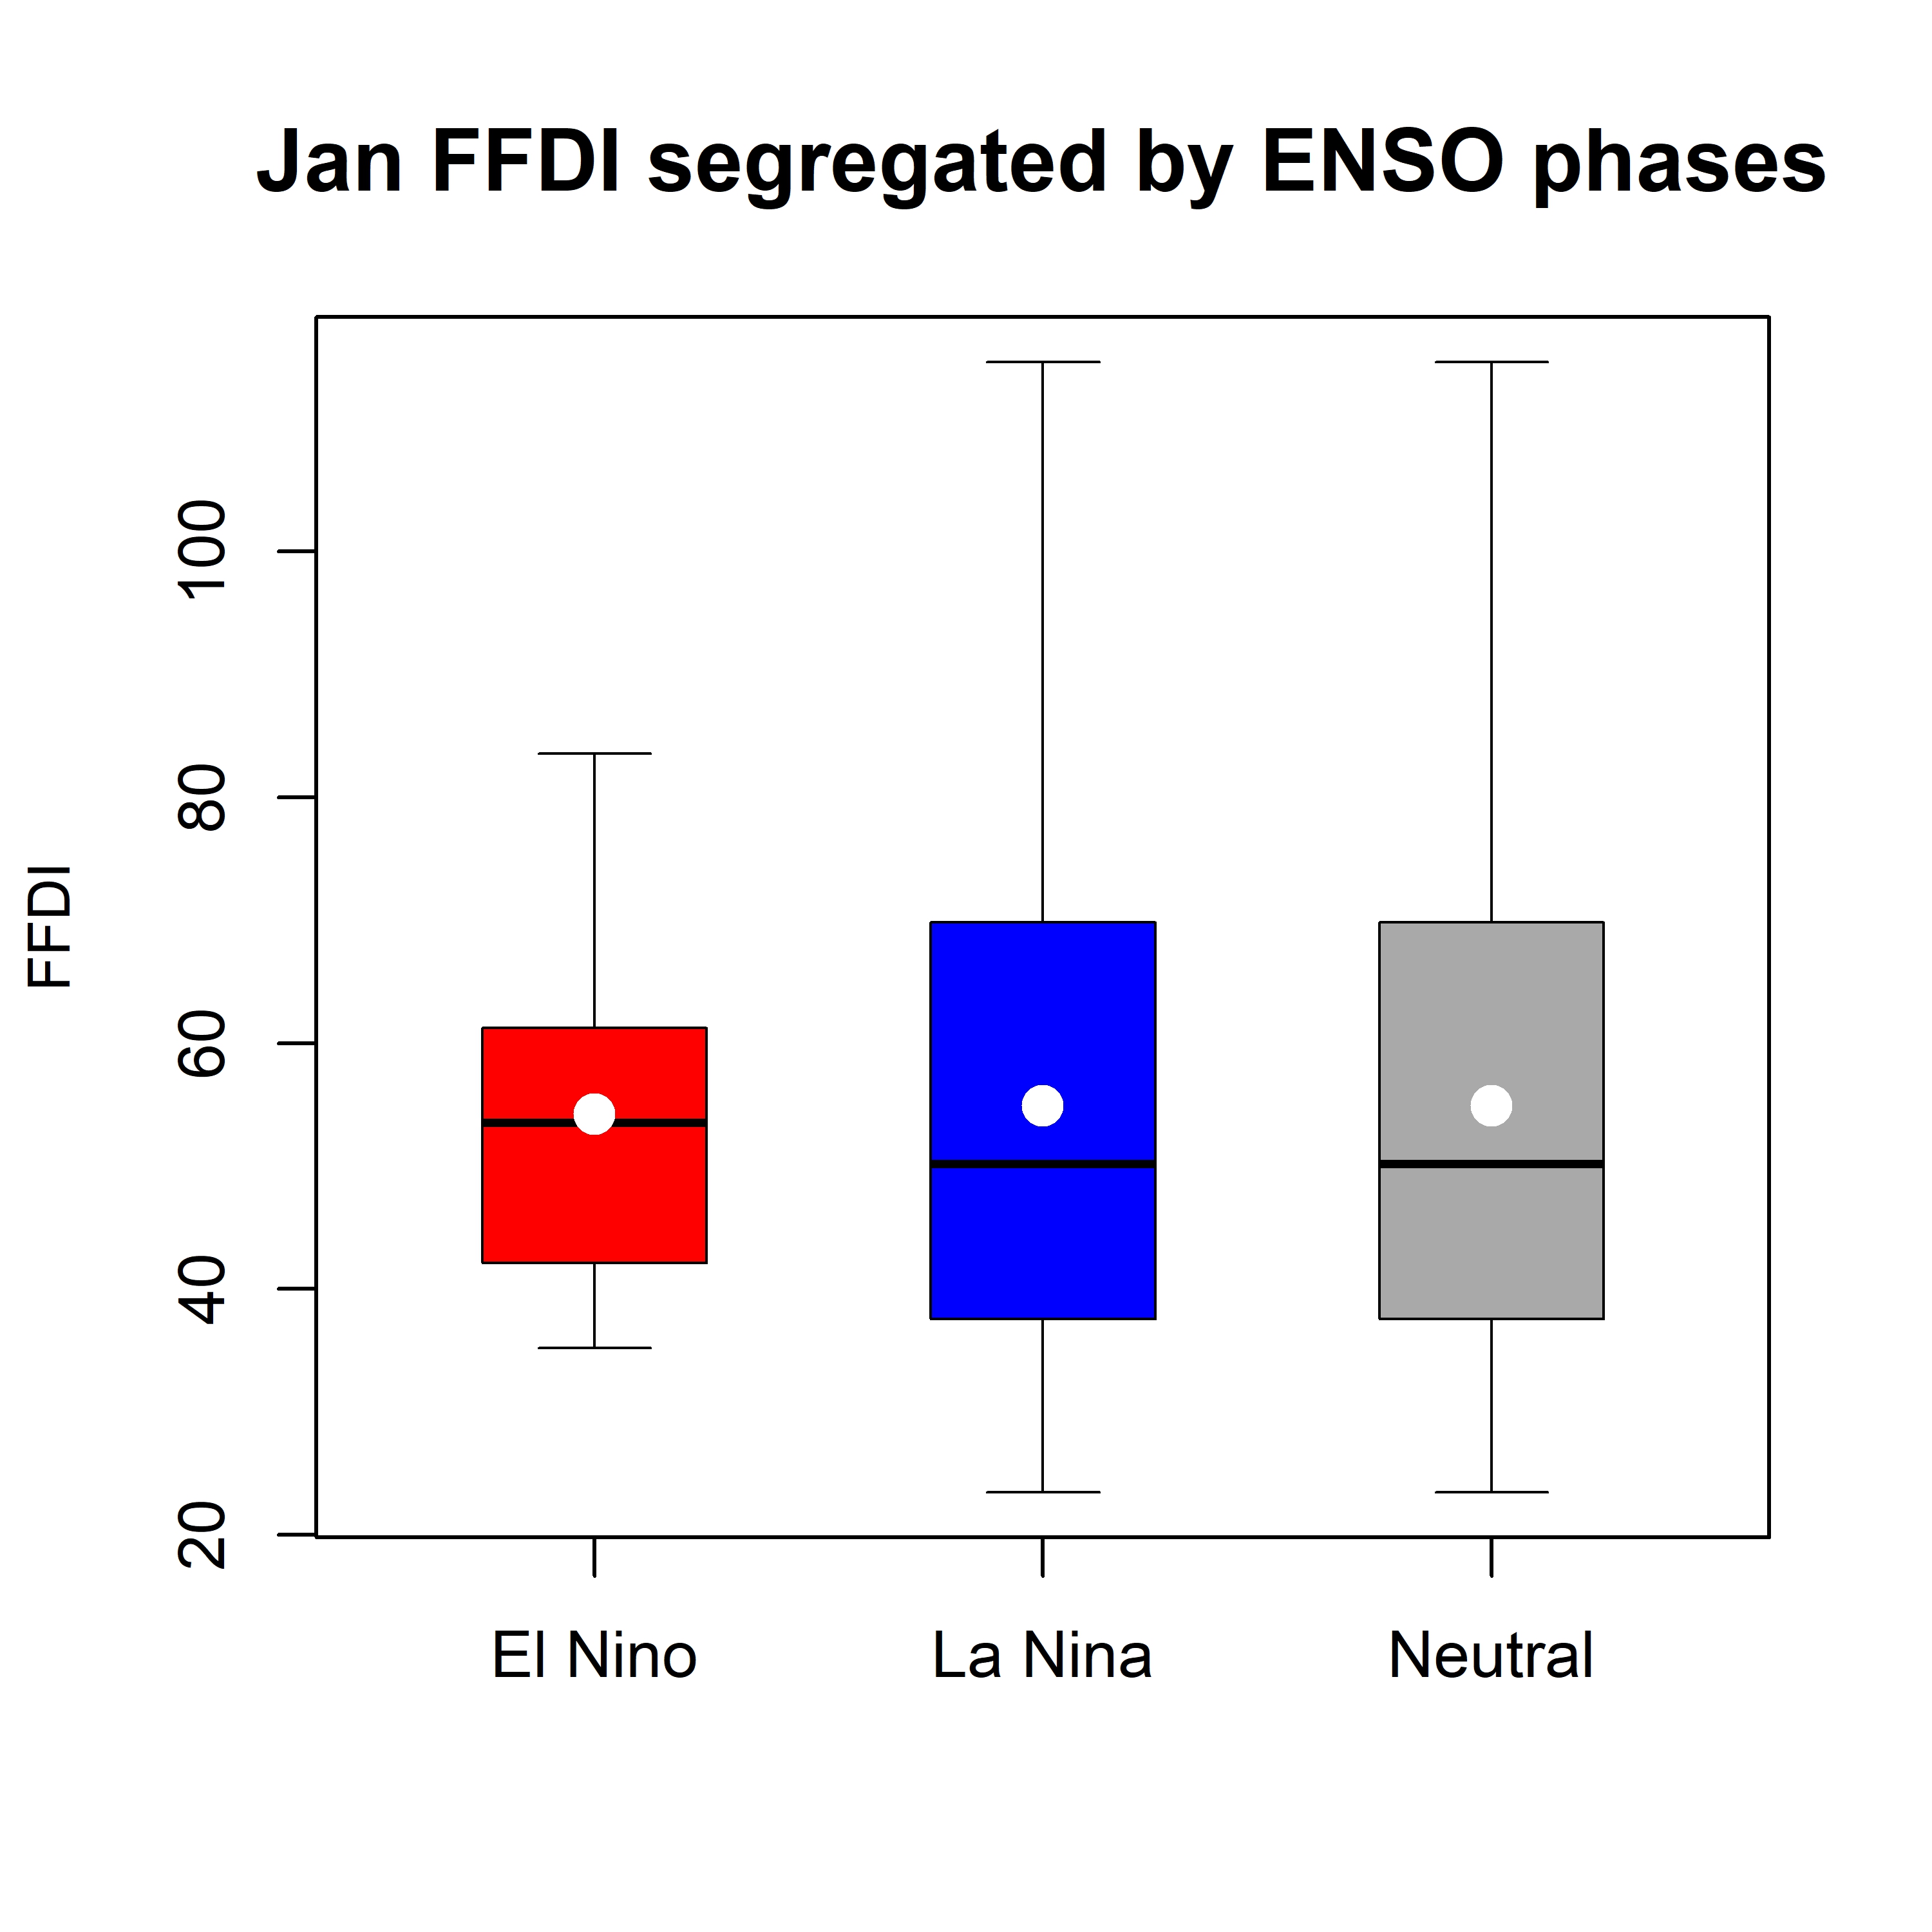 Jan FFDI segregated by ENSO phases
FFDI
100
80
60
40
20
El Nino
La Nina
Neutral